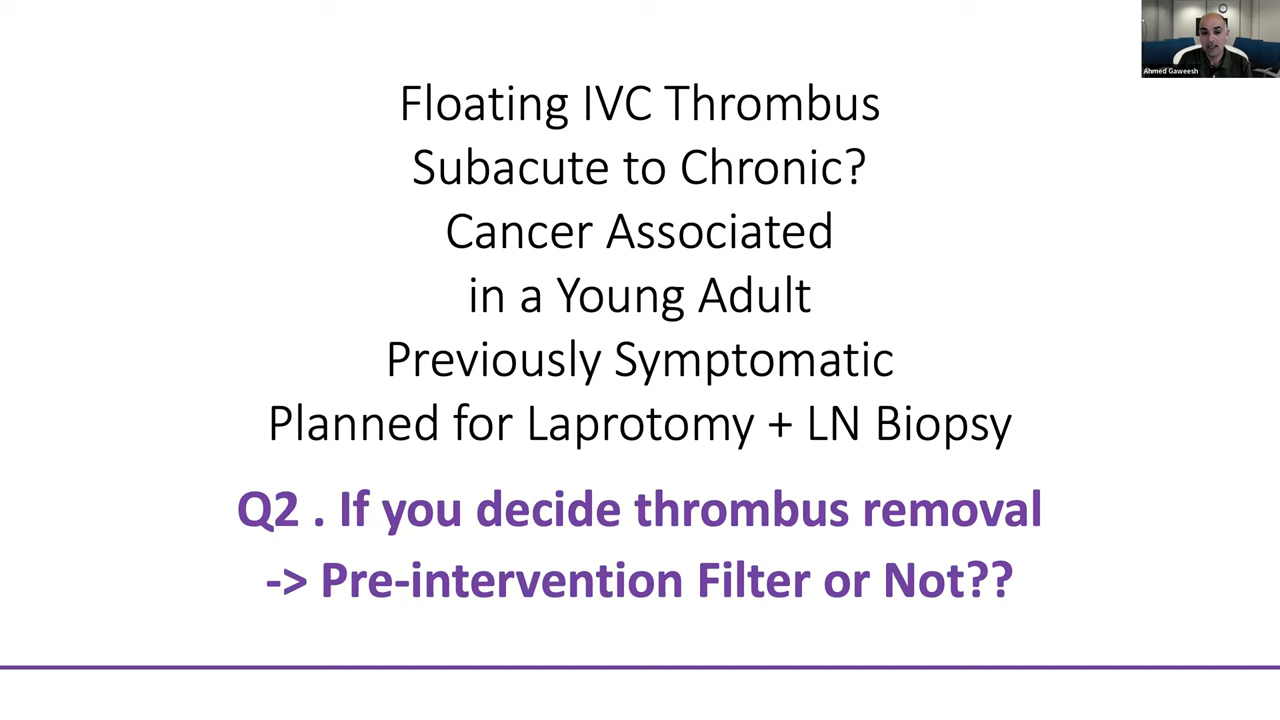 Ahmed Gaweesh
Floating IVC Thrombus
Subacute to Chronic?
Cancer Associated
in a Young Adult
Previously Symptomatic
Planned for Laprotomy + LN Biopsy
Q2 . If you decide thrombus removal
-> Pre-intervention Filter or Not??